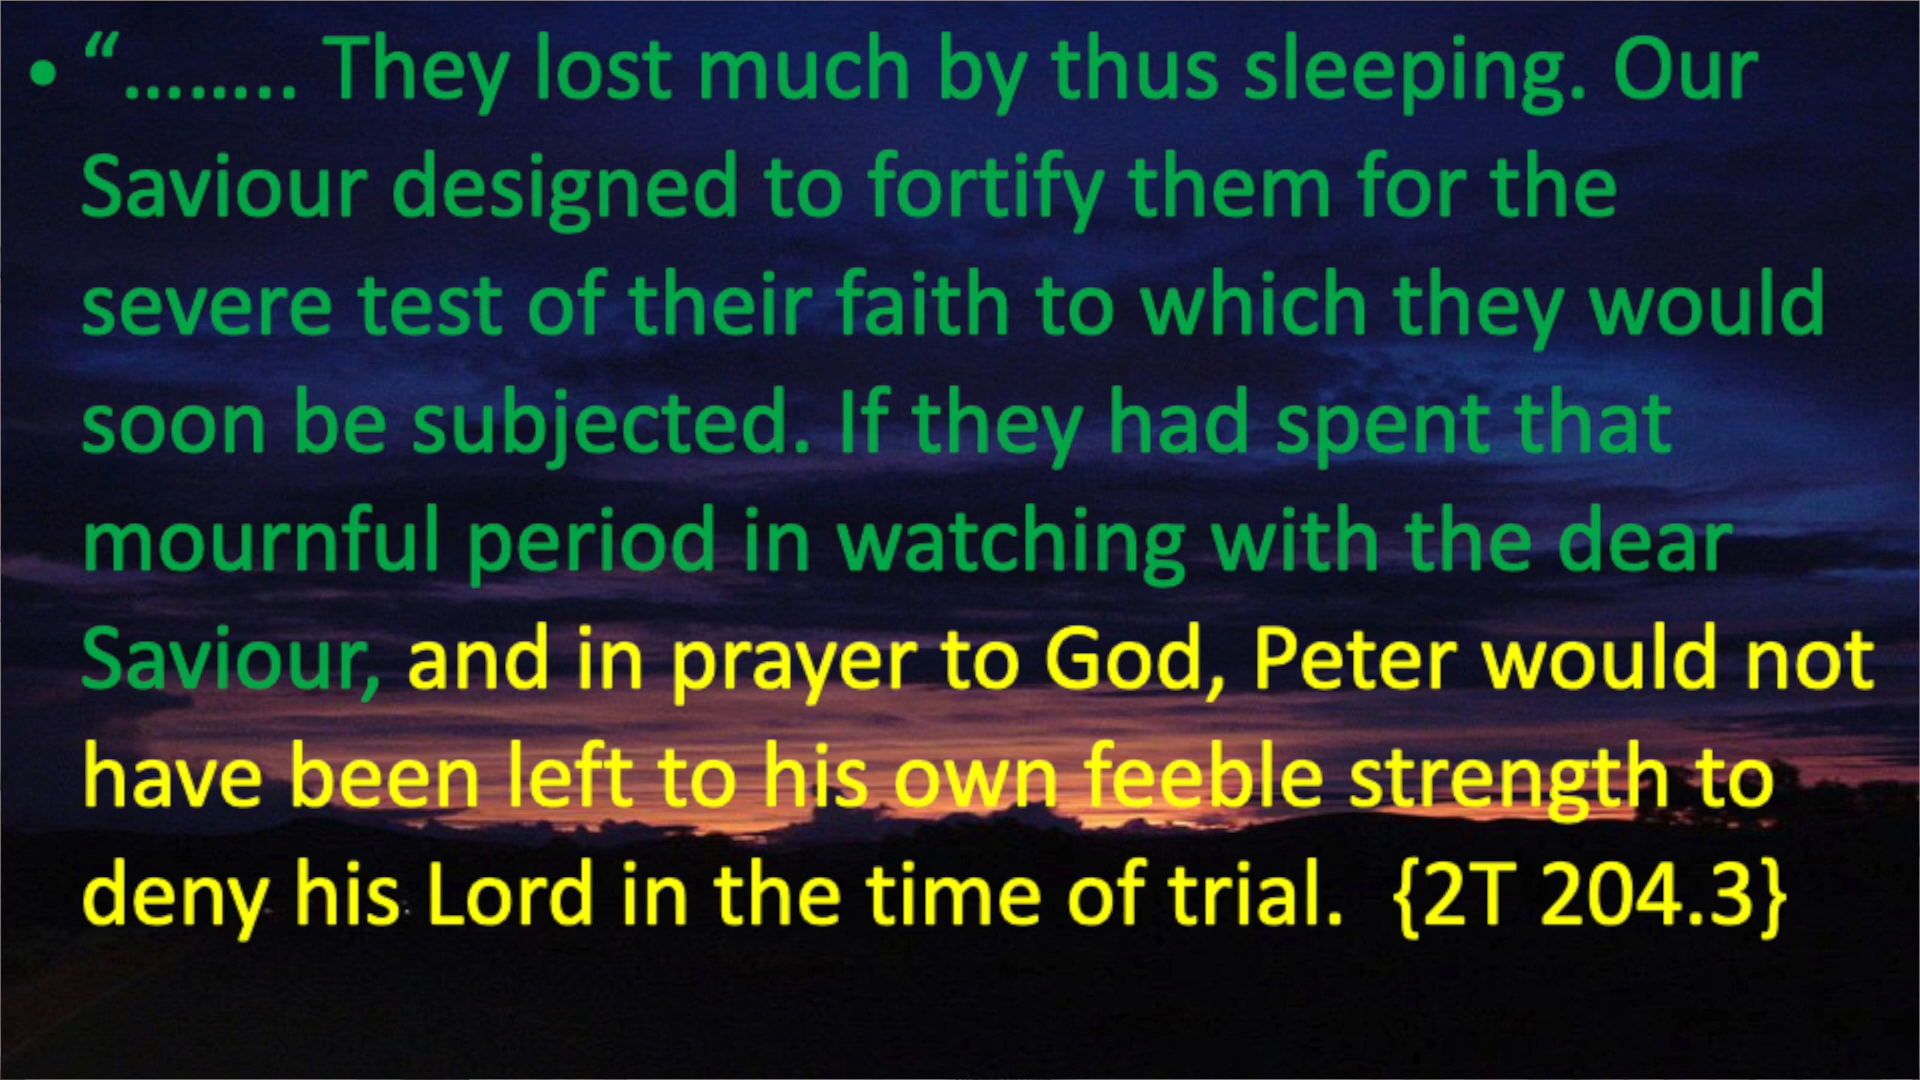 • “........ They lost much by thus sleeping. Our
Saviour designed to fortify them for the
severe test of their faith to which they would
soon be subjected. If they had spent that
mournful period in watching with the dear
Saviour, and in prayer to God, Peter would not
have been left to his own feeble strength to
deny his Lord in the time of trial.  {2T 204.3}